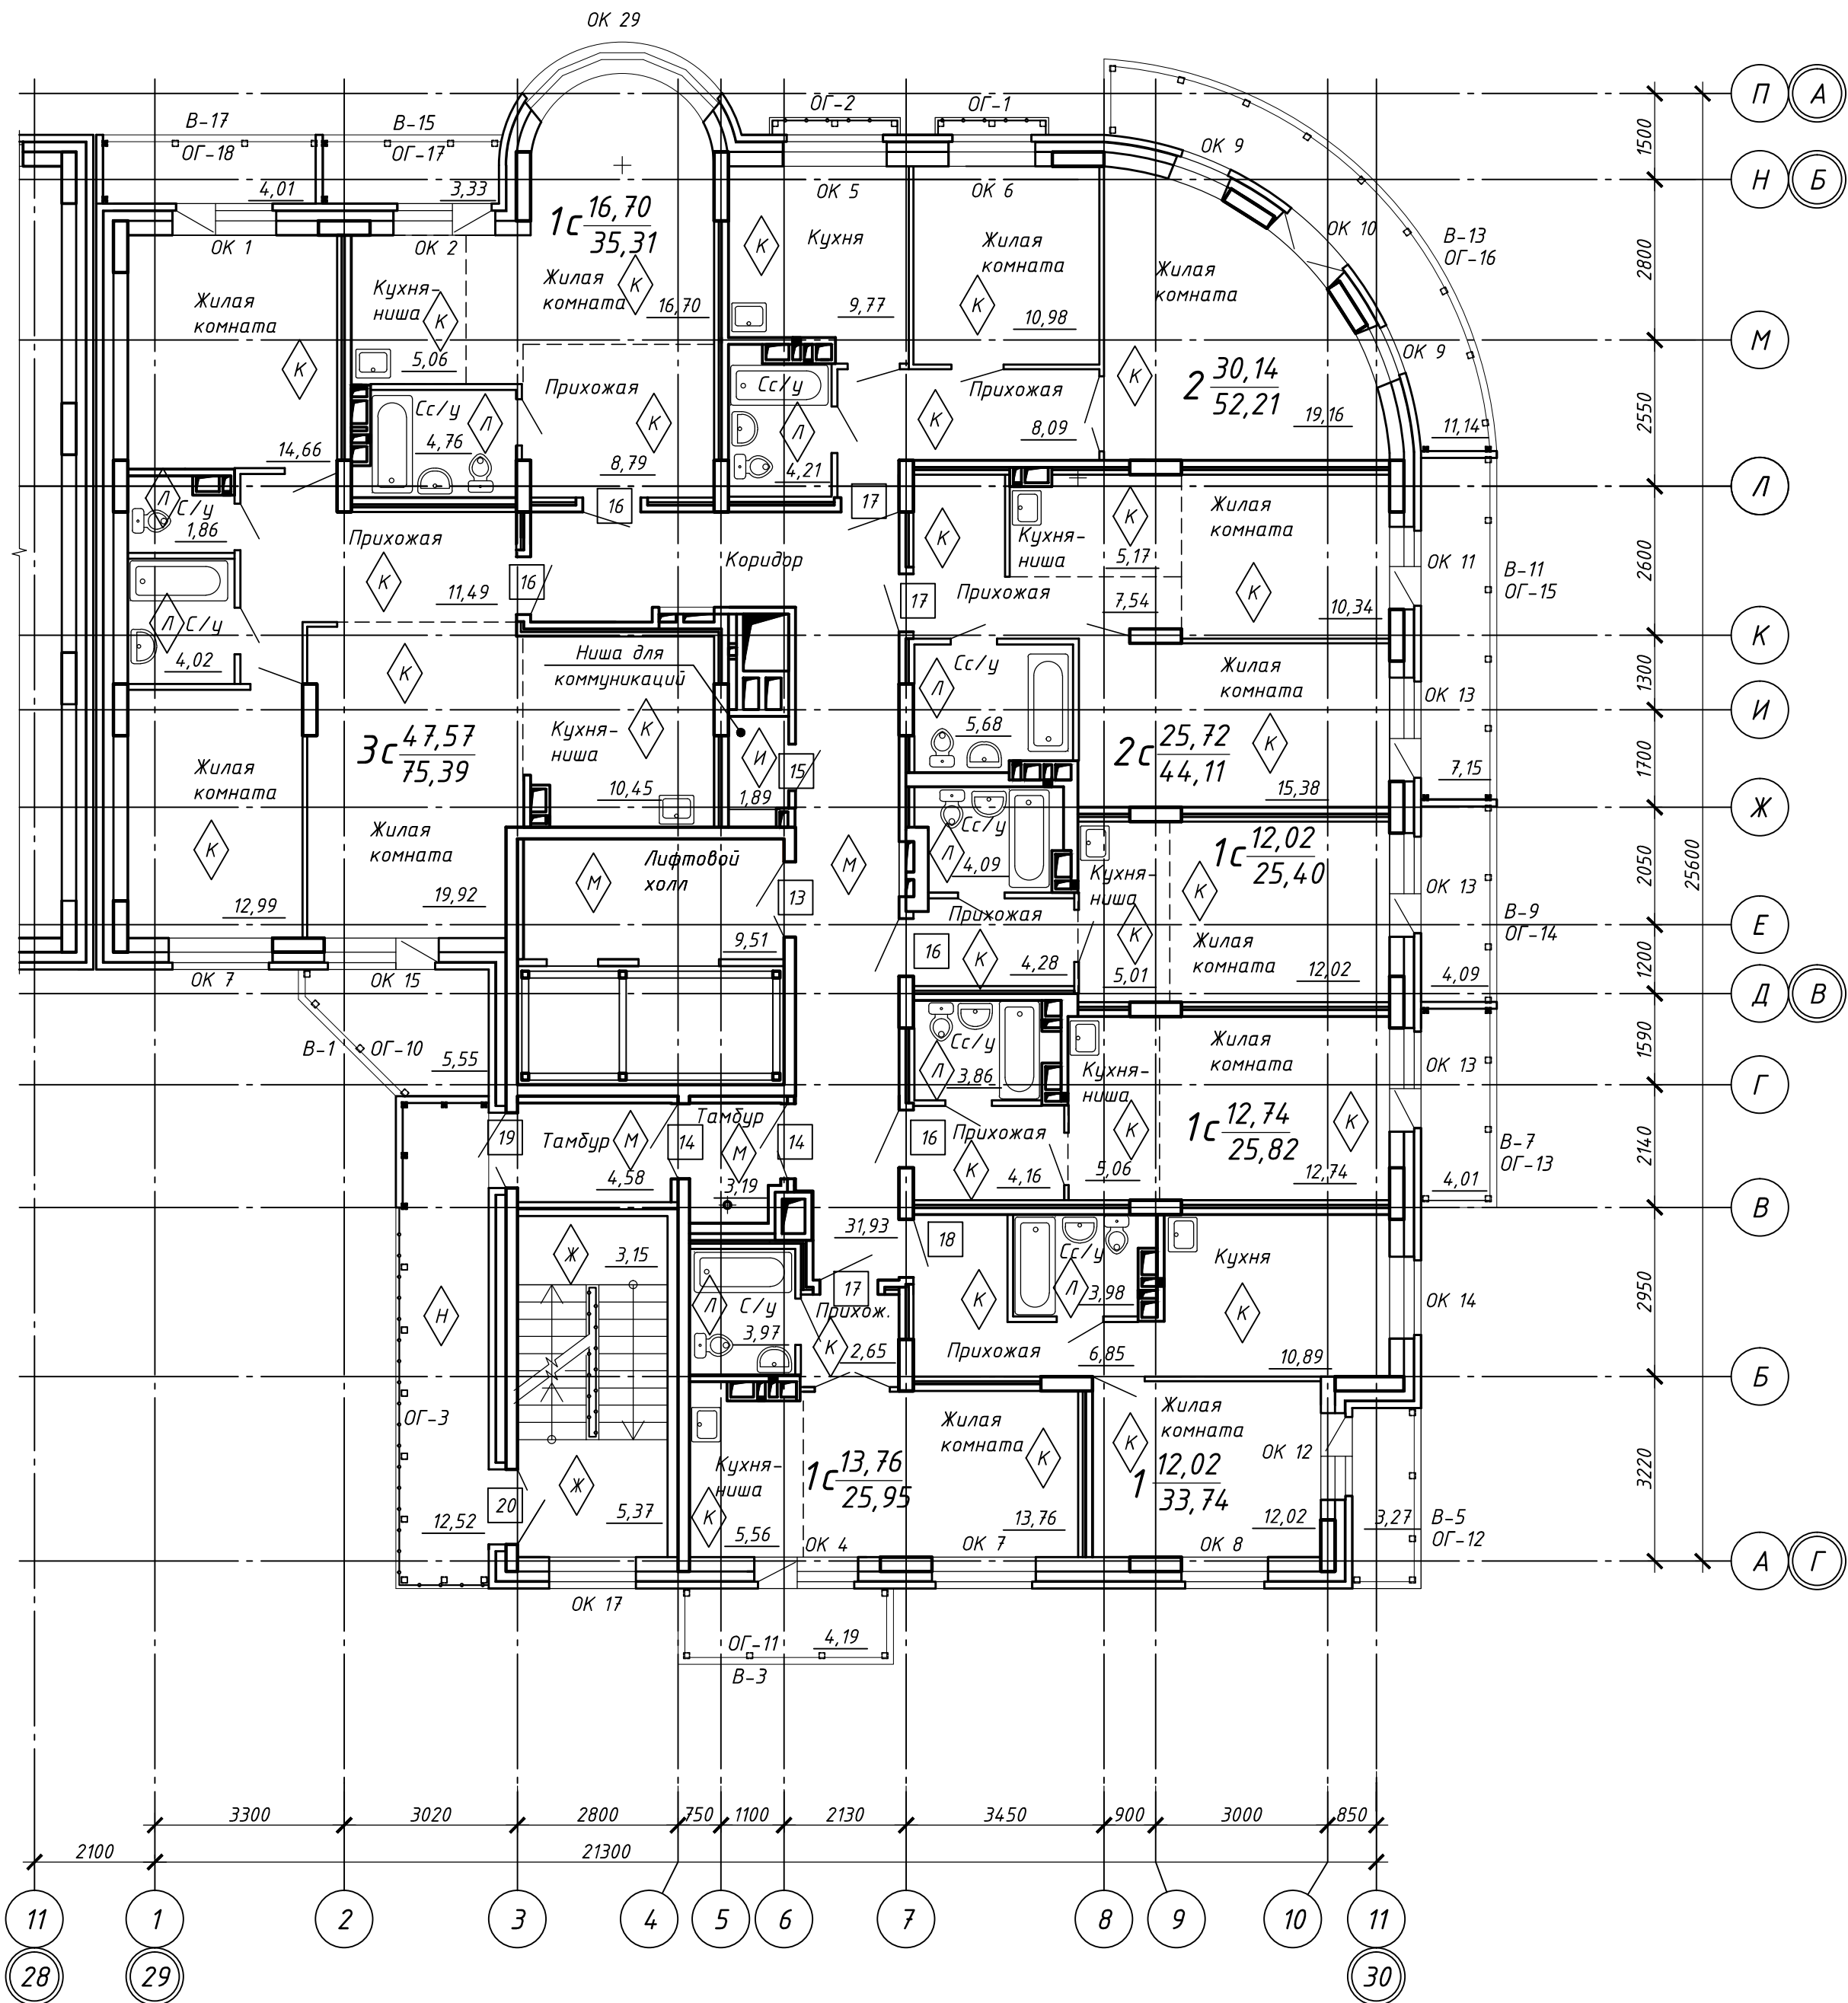 ОК 29
В-17
ОГ-18
В-15
ОГ-17
ОГ-2
ОГ-1
ОК 9
П
А
1500
4,01
3,33
1с 16,70
35,31
ОК 5
ОК 6
Н
Б
ОК 1
ОК 2
Кухня
К
Жилая
комната
К
ОК 10
В-13
ОГ-16
2800
Жилая
комната
К
Кухня-
ниша
К
5,06
Жилая
комната
К
16,70
9,77
10,98
Жилая
комната
К
М
ОК 9
Прихожая
К
8,79
Сс/у
Л
4,76
Сс/у
Л
4,21
Прихожая
К
8,09
2 30,14
52,21
19,16
11,14
2550
14,66
Л
С/у
1,86
16
17
Л
Прихожая
К
11,49
16
Коридор
17
К
Прихожая
7,54
Кухня-
ниша
К
5,17
Жилая
комната
К
10,34
ОК 11
В-11
ОГ-15
2600
Л
С/у
4,02
К
К
Ниша для
коммуникаций
Сс/у
Л
5,68
Жилая
комната
ОК 13
1300
И
3с 47,57
75,39
Кухня-
ниша
К
10,45
И
1,89
15
2с 25,72
44,11
К
15,38
7,15
1700
Жилая
комната
К
12,99
Жилая
комната
19,92
Ж
Лифтовой
холл
М
9,51
13
М
Сс/у
Л
4,09
Кухня-
ниша
К
5,01
1с 12,02
25,40
К
ОК 13
2050
25600
Прихожая
16
К
4,28
Жилая
комната
12,02
4,09
В-9
ОГ-14
Е
1200
ОК 7
ОК 15
Д
В
В-1
ОГ-10
5,55
Сс/у
Л
3,86
Кухня-
ниша
К
5,06
Жилая
комната
ОК 13
1590
Г
19
Тамбур
М
4,58
14
Тамбур
М
3,19
14
16
Прихожая
К
4,16
1с 12,74
25,82
К
12,74
4,01
В-7
ОГ-13
2140
В
Ж
3,15
31,93
18
Сс/у
Л
3,98
Кухня
К
10,89
ОК 14
2950
Н
Л
С/у
3,97
17
Прихож.
К
2,65
К
Прихожая
6,85
Б
ОГ-3
Ж
5,37
12,52
20
Кухня-
ниша
К
5,56
1с 13,76
25,95
Жилая
комната
К
13,76
Жилая
комната
К
1 12,02
33,74
12,02
ОК 12
3,27
В-5
ОГ-12
3220
ОК 4
ОК 7
ОК 8
А
Г
ОК 17
ОГ-11
4,19
В-3
3300
3020
2800
750
1100
2130
3450
900
3000
850
2100
21300
11
1
2
3
4
5
6
7
8
9
10
11
28
29
30